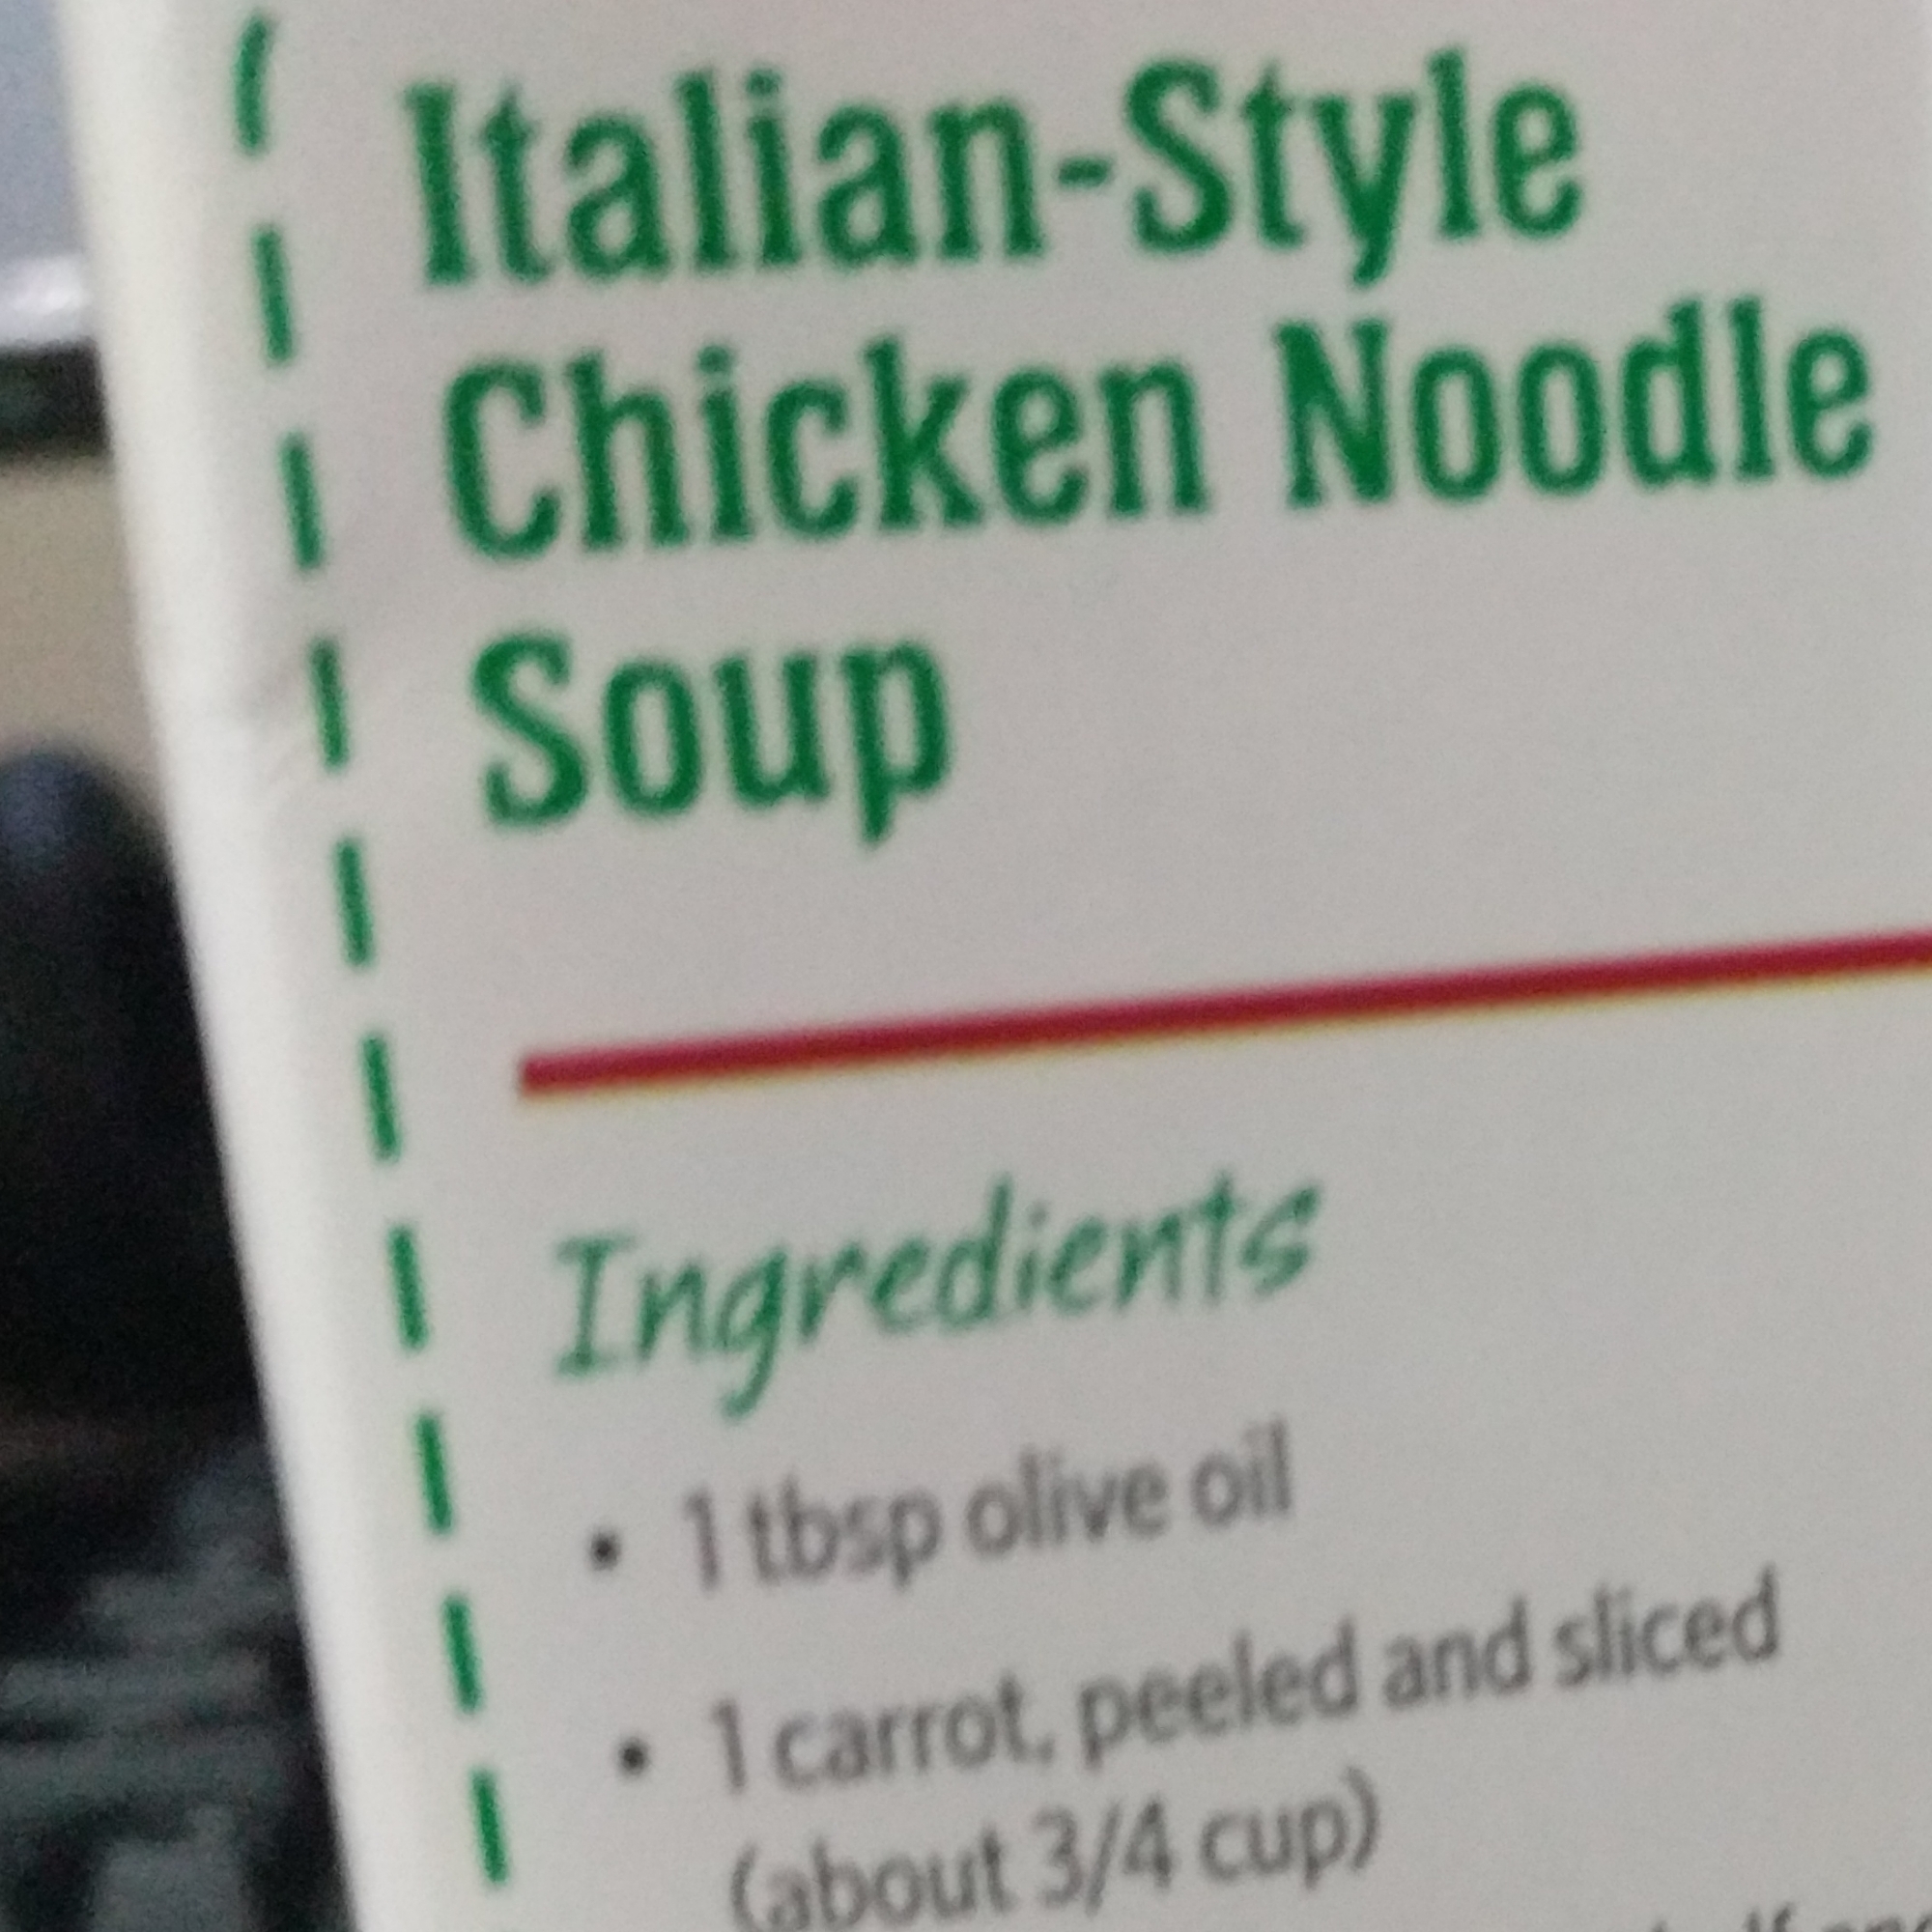 Italian-Style
Chicken Noodle
Soup
Ingredients
• 1 tbsp olive oil
• 1 carrot, peeled and sliced
(about 3/4 cup)